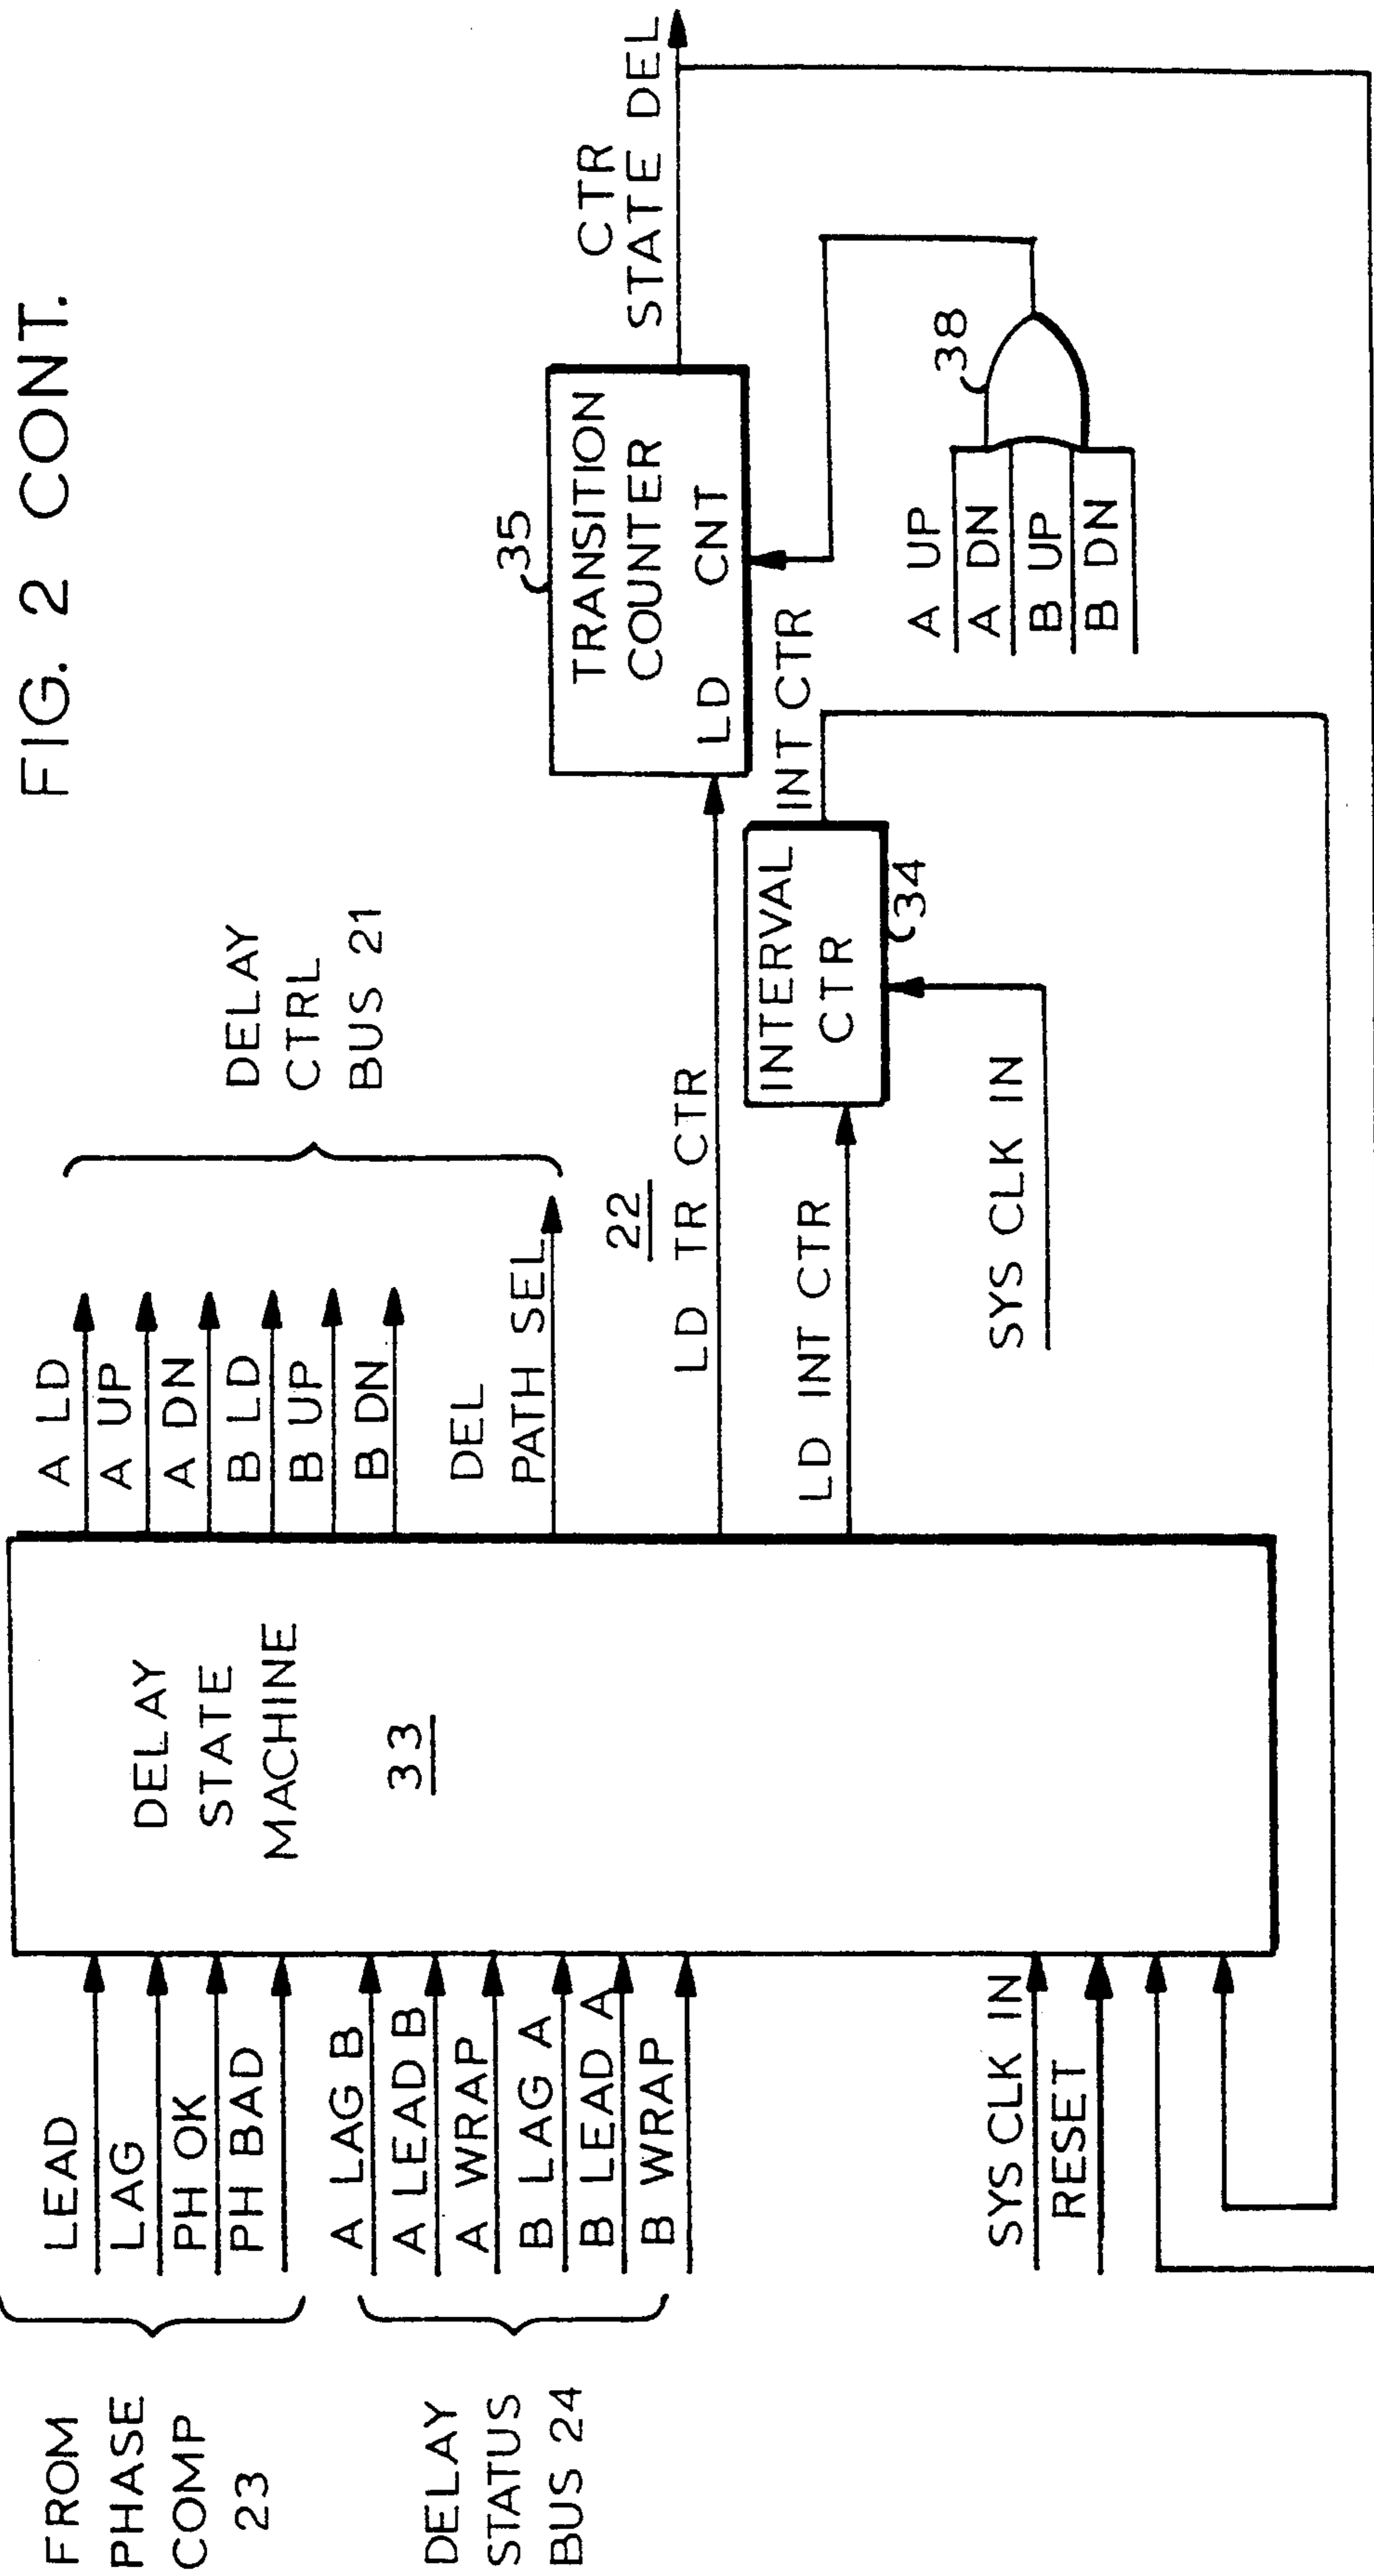 FIG. 2 CONT.
FROM
PHASE
COMP
23
LEAD
LAG
PH OK
PH BAD
DELAY
STATUS
BUS 24
A LAG B
A LEAD B
A WRAP
B LAG A
B LEAD A
B WRAP
SYS CLK IN
RESET
DELAY
STATE
MACHINE
33
A LD
A UP
A DN
B LD
B UP
B DN
DEL
PATH SEL
DELAY
CTRL
BUS 21
22
LD TR CTR
LD INT CTR
SYS CLK IN
INTERVAL
CTR
34
INT CTR
35
TRANSITION
COUNTER
LD CNT
CTR
STATE DEL
38
A UP
A DN
B UP
B DN